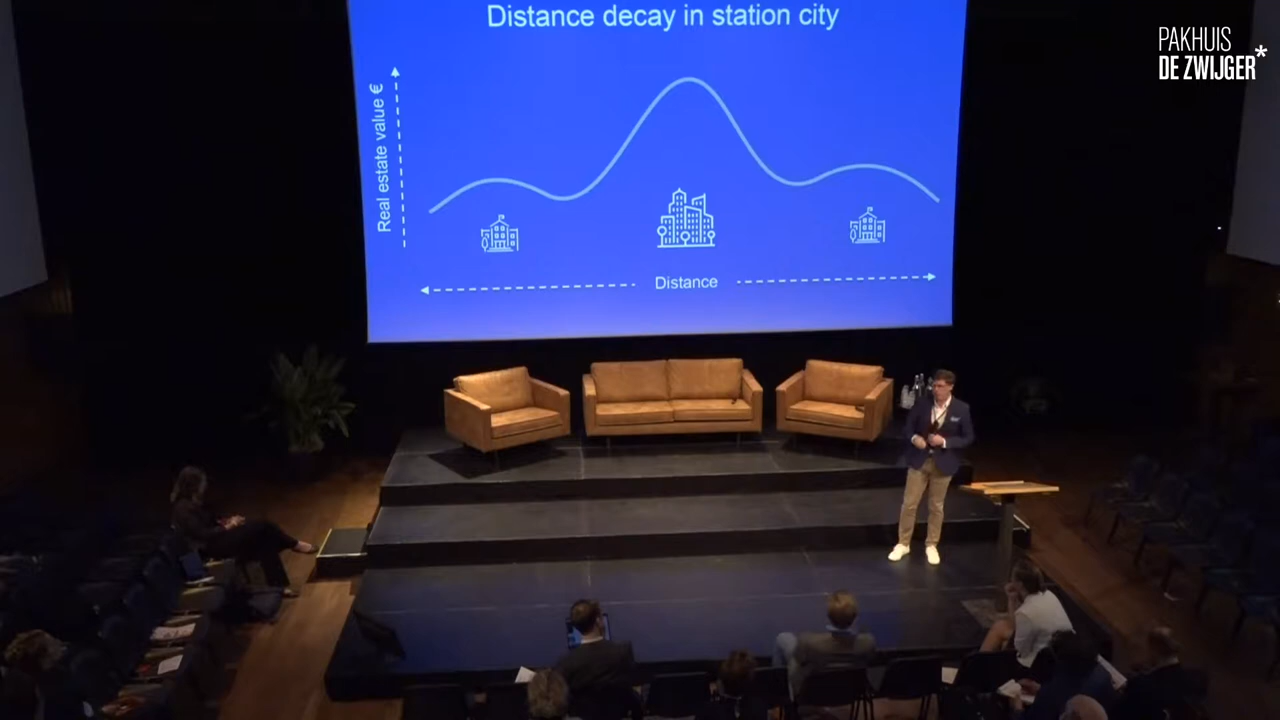 Distance decay in station city
Real estate value €
Distance
PAKHUIS
DE ZWIJGER*